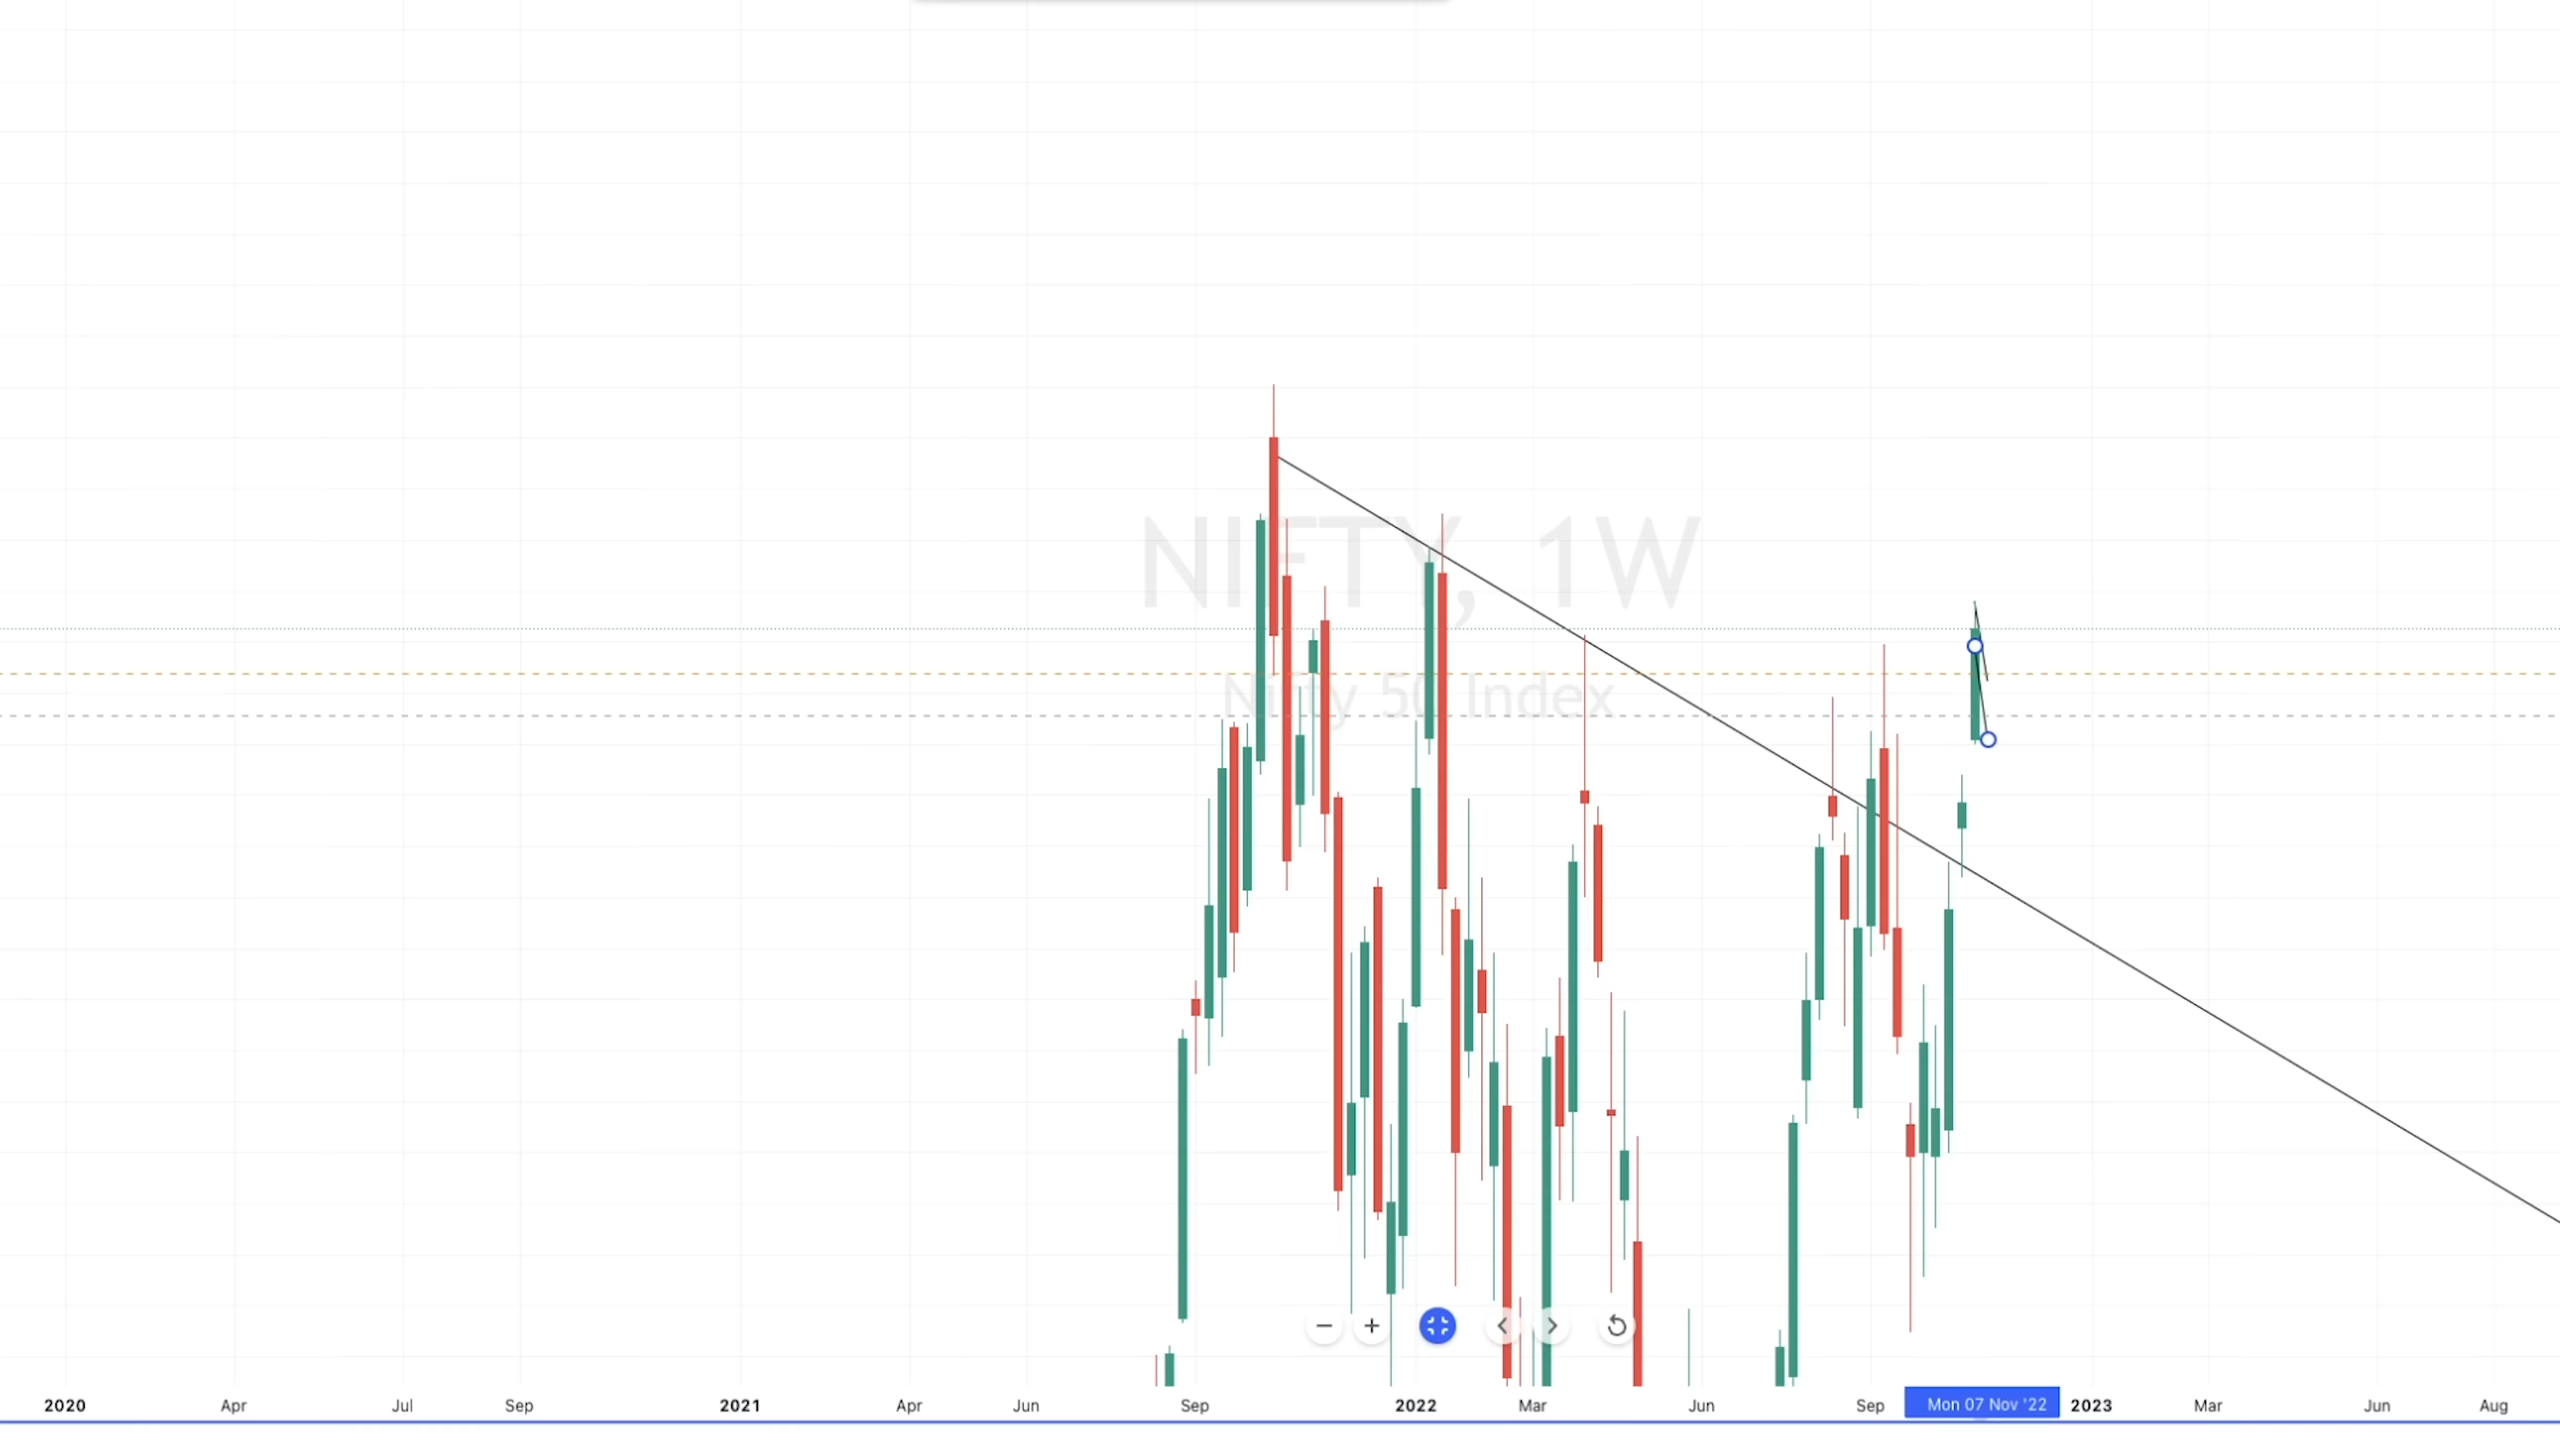 NIFTY, 1W
Nifty 50 Index
2020 Apr Jul Sep 2021 Apr Jun Sep 2022 Mar Jun Sep Mon 07 Nov '22 2023 Mar Jun Aug